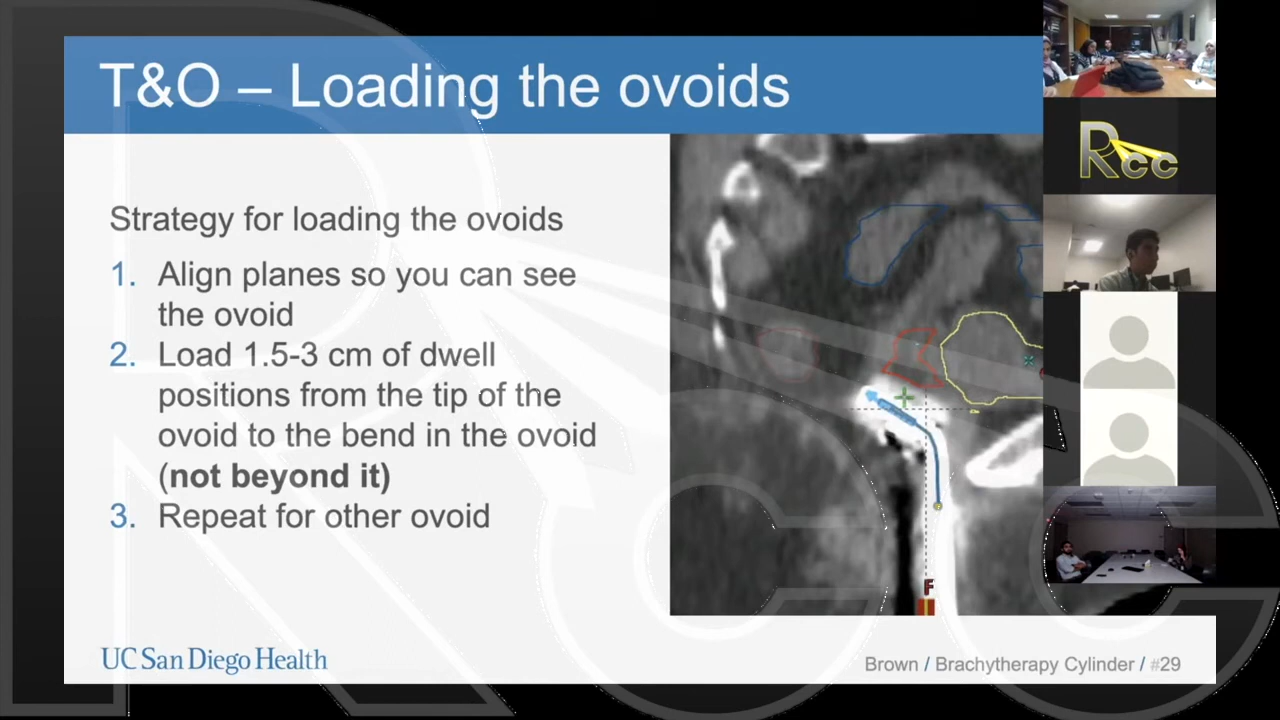 T&O – Loading the ovoids
Strategy for loading the ovoids
1. Align planes so you can see
the ovoid
2. Load 1.5-3 cm of dwell
positions from the tip of the
ovoid to the bend in the ovoid
(not beyond it)
3. Repeat for other ovoid
F
UC San Diego Health
Brown / Brachytherapy Cylinder / #29
Rcc
RCC